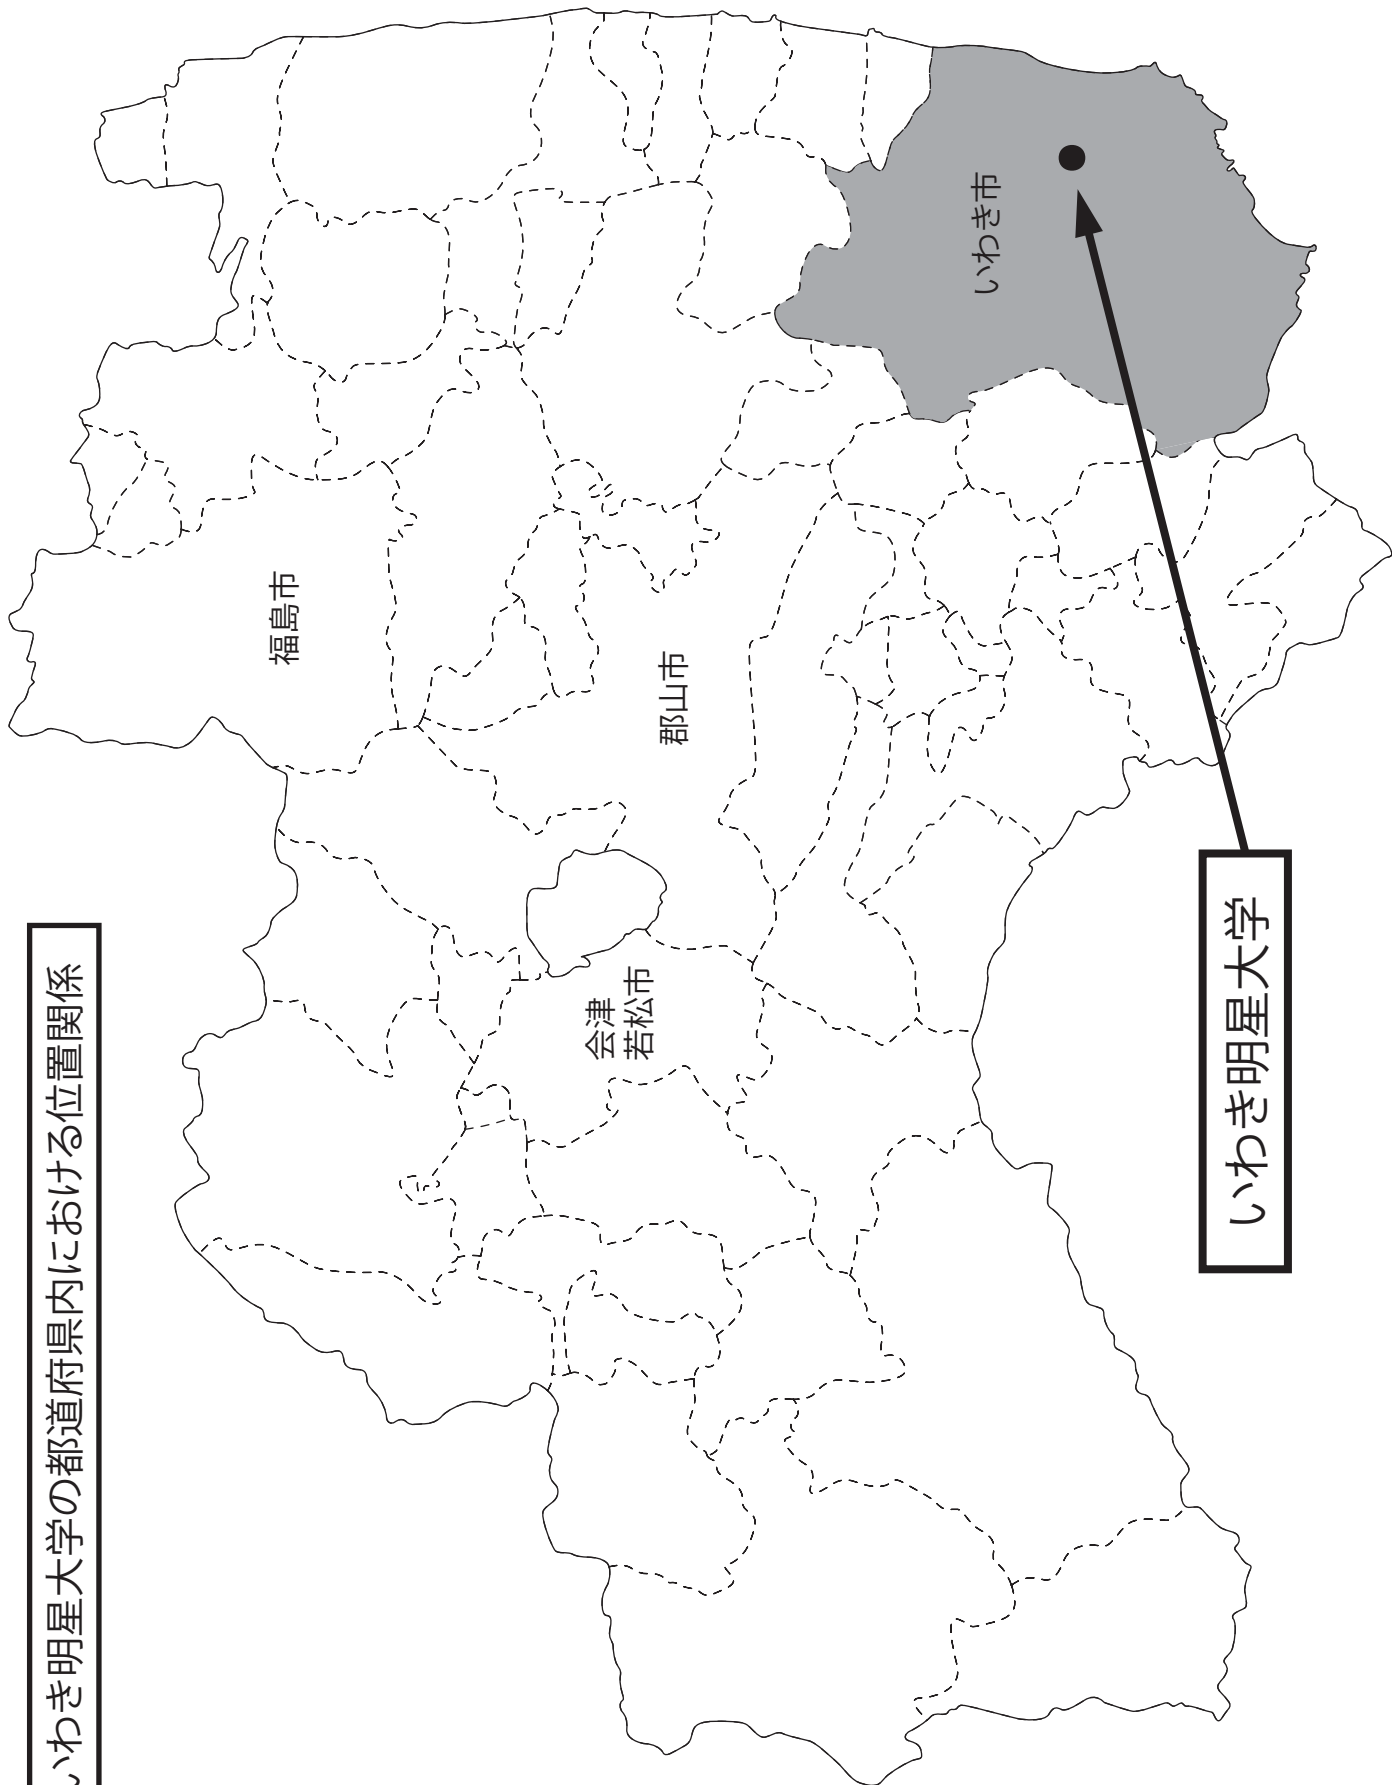 いわき明星大学の都道府県内における位置関係
福島市
郡山市
会津
若松市
いわき市
いわき明星大学